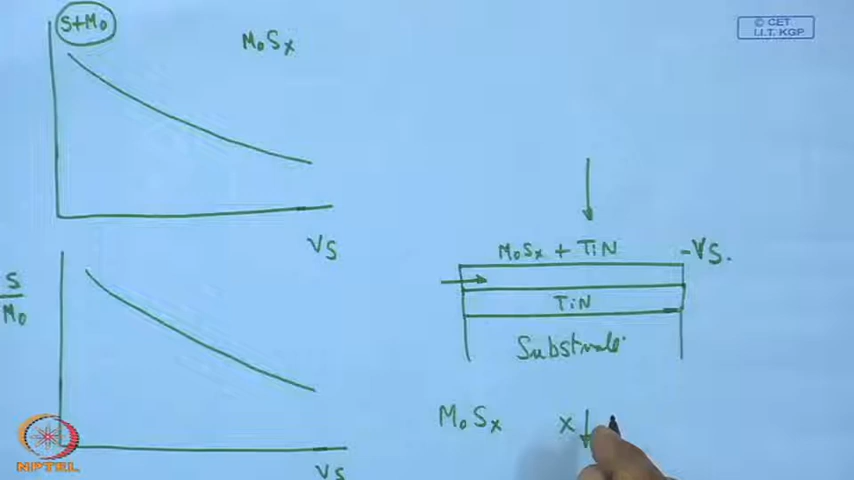 S+Mo
MoSx
© CET
I.I.T. KGP
VS
S
Mo
VS
MoSx + TiN
-VS.
TiN
Substrate
MoSx x↓
NPTEL